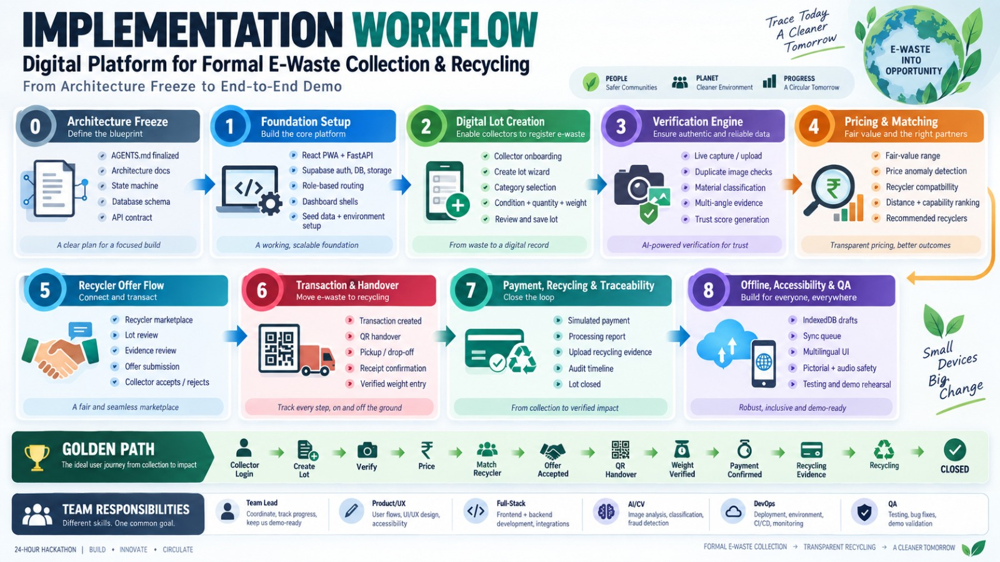 IMPLEMENTATION WORKFLOW
Digital Platform for Formal E-Waste Collection & Recycling
From Architecture Freeze to End-to-End Demo
Trace Today
A Cleaner
Tomorrow
E-WASTE
INTO
OPPORTUNITY
PEOPLE
Safer Communities
PLANET
Cleaner Environment
PROGRESS
A Circular Tomorrow
0
Architecture Freeze
Define the blueprint
AGENTS.md finalized
Architecture docs
State machine
Database schema
API contract
A clear plan for a focused build
1
Foundation Setup
Build the core platform
</>
React PWA + FastAPI
Supabase auth, DB, storage
Role-based routing
Dashboard shells
Seed data + environment
setup
A working, scalable foundation
2
Digital Lot Creation
Enable collectors to register e-waste
Collector onboarding
Create lot wizard
Category selection
Condition + quantity + weight
Review and save lot
From waste to a digital record
3
Verification Engine
Ensure authentic and reliable data
Live capture / upload
Duplicate image checks
Material classification
Multi-angle evidence
Trust score generation
AI-powered verification for trust
4
Pricing & Matching
Fair value and the right partners
₹
Fair-value range
Price anomaly detection
Recycler compatbillity
Distance + capability ranking
Recommended recyclers
Transparent pricing, better outcomes
5
Recycler Offer Flow
Connect and transact
Recycler marketplace
Lot review
Evidence review
Offer submission
Collector accepts / rejects
A fair and seamless marketplace
6
Transaction & Handover
Move e-waste to recycling
Transaction created
QR handover
Pickup / drop-off
Receipt confirmation
Verified weight entry
Track every step, on and off the ground
7
Payment, Recycling & Traceability
Close the loop
Simulated payment
Processing report
Upload recycling evidence
Audit timeline
Lot closed
From collection to verified impact
8
Offline, Accessibility & QA
Build for everyone, everywhere
IndexedDB drafts
Sync queue
Multilingual UI
Pictorial + audio safety
Testing and demo rehearsal
Robust, inclusive and demo-ready
Small
Devices
Big
Change
GOLDEN PATH
The ideal user journey from collection to impact
Collector
Login
Create
Lot
Verify
₹
Price
Match
Recycler
Offer
Accepted
QR
Handover
Weight
Verified
Payment
Confirmed
Recycling
Evidence
Recycling
CLOSED
TEAM RESPONSIBILITIES
Different skills. One common goal.
Team Lead
Coordinate, track progress,
keep us demo-ready
Product/UX
User flows, UI/UX design,
accessibility
</>
Full-Stack
Frontend + backend
development, integrations
AI/CV
Image analysis, classification,
fraud detection
DevOps
Deployment, environment,
CI/CD, monitoring
QA
Testing, bug fixes,
demo validation
24-HOUR HACKATHON | BUILD • INNOVATE • CIRCULATE
FORMAL E-WASTE COLLECTION → TRANSPARENT RECYCLING → A CLEANER TOMORROW